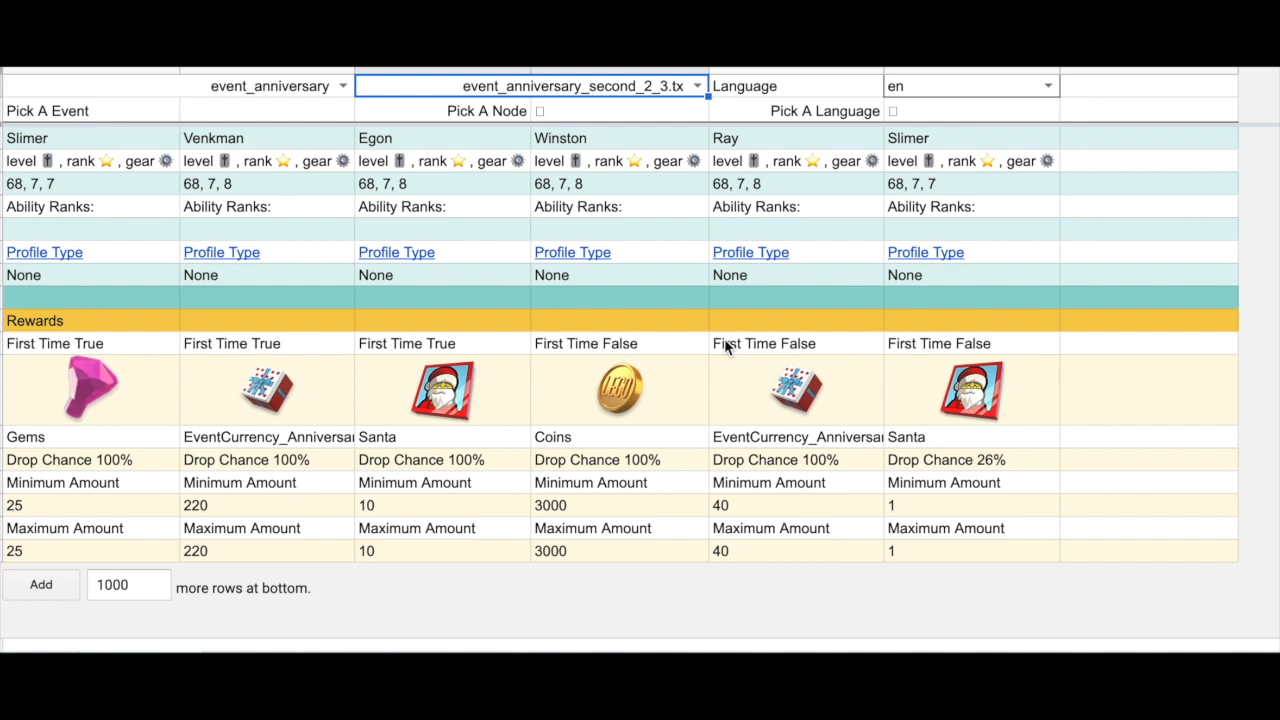 event_anniversary event_anniversary_second_2_3.tx Language en
Pick A Event Pick A Node Pick A Language
Slimer Venkman Egon Winston Ray Slimer
level , rank ⭐ , gear ⚙ level , rank ⭐ , gear ⚙ level , rank ⭐ , gear ⚙ level , rank ⭐ , gear ⚙ level , rank ⭐ , gear ⚙ level , rank ⭐ , gear ⚙
68, 7, 7 68, 7, 8 68, 7, 8 68, 7, 8 68, 7, 8 68, 7, 7
Ability Ranks: Ability Ranks: Ability Ranks: Ability Ranks: Ability Ranks: Ability Ranks:
Profile Type Profile Type Profile Type Profile Type Profile Type Profile Type
None None None None None None
Rewards
First Time True First Time True First Time True First Time False First Time False First Time False
LEGO
Gems EventCurrency_Anniversar Santa Coins EventCurrency_Anniversar Santa
Drop Chance 100% Drop Chance 100% Drop Chance 100% Drop Chance 100% Drop Chance 100% Drop Chance 26%
Minimum Amount Minimum Amount Minimum Amount Minimum Amount Minimum Amount Minimum Amount
25 220 10 3000 40 1
Maximum Amount Maximum Amount Maximum Amount Maximum Amount Maximum Amount Maximum Amount
25 220 10 3000 40 1
Add 1000 more rows at bottom.